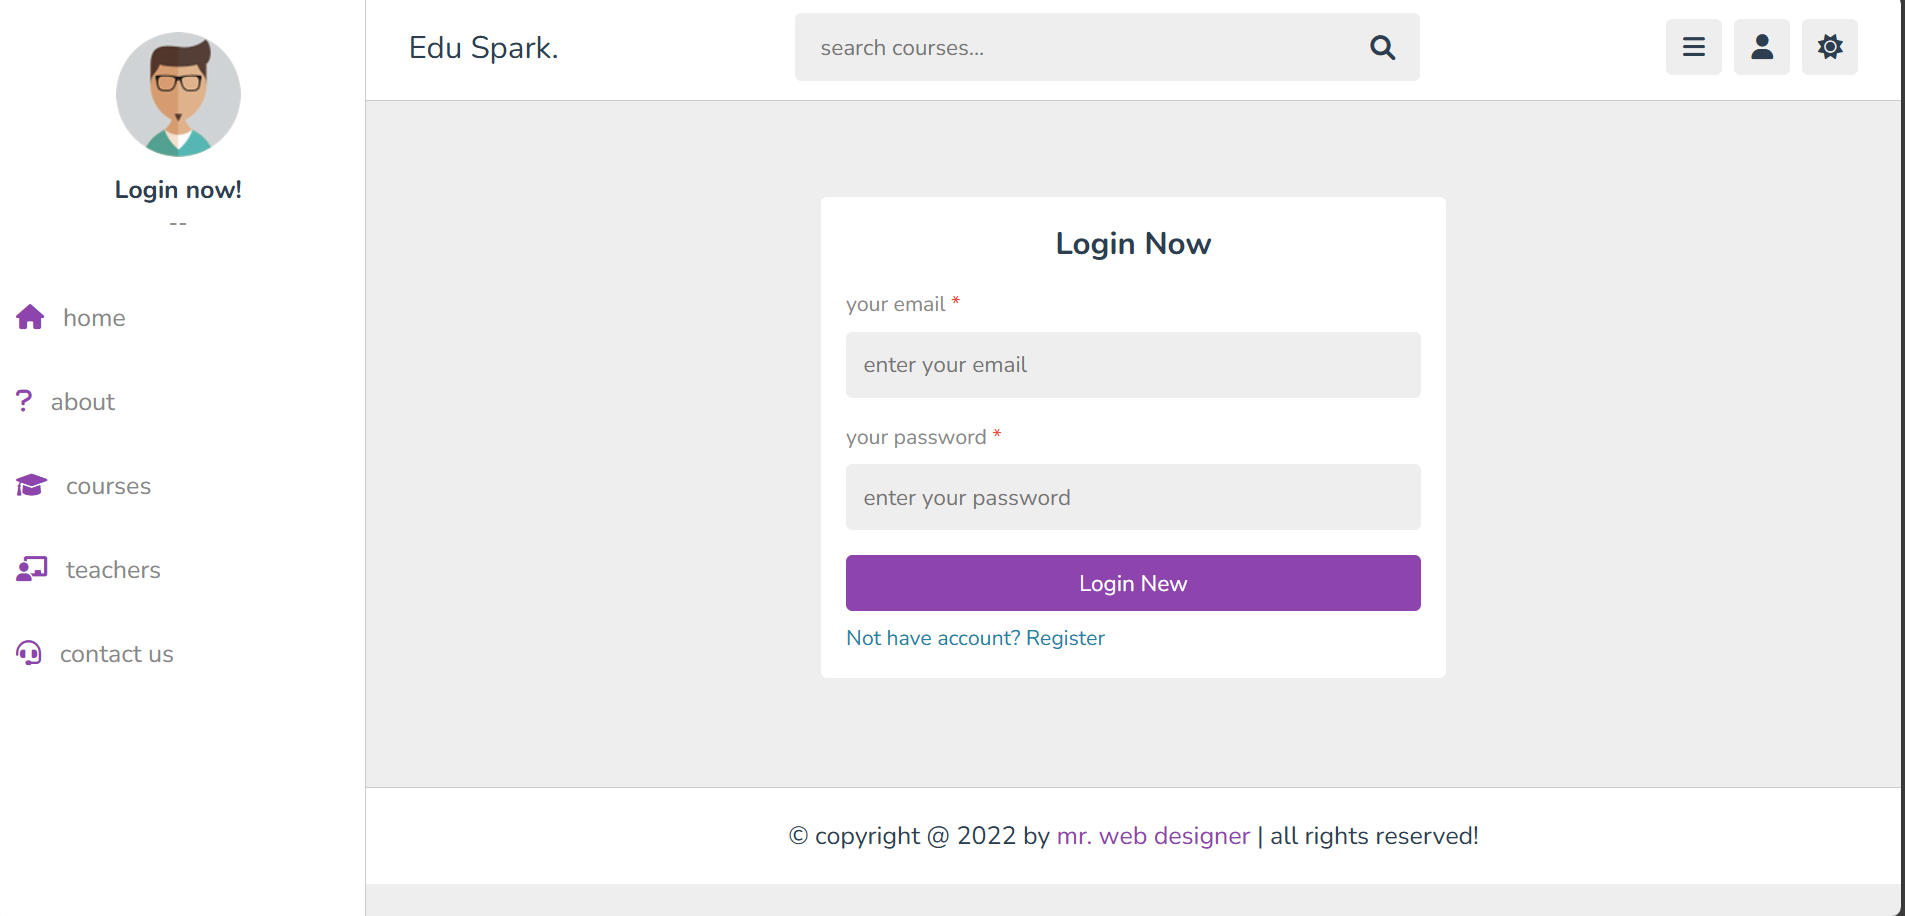 Login now!
--
home
about
courses
teachers
contact us
Edu Spark.
search courses...
Login Now
your email *
enter your email
your password *
enter your password
Login New
Not have account? Register
© copyright @ 2022 by mr. web designer | all rights reserved!